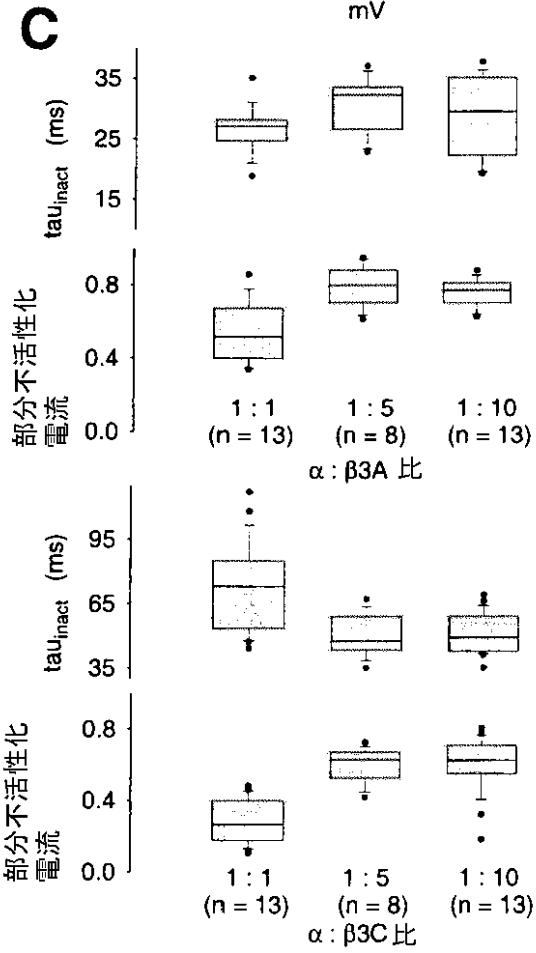 C
mV
tauinact (ms)
35
25
15
部分不活性化
電流
0.8
0.4
0.0
1 : 1
1 : 5
1 : 10
(n = 13)
(n = 8)
(n = 13)
α : β3A 比
tauinact (ms)
95
65
35
部分不活性化
電流
0.8
0.4
0.0
1 : 1
1 : 5
1 : 10
(n = 13)
(n = 8)
(n = 13)
α : β3C 比